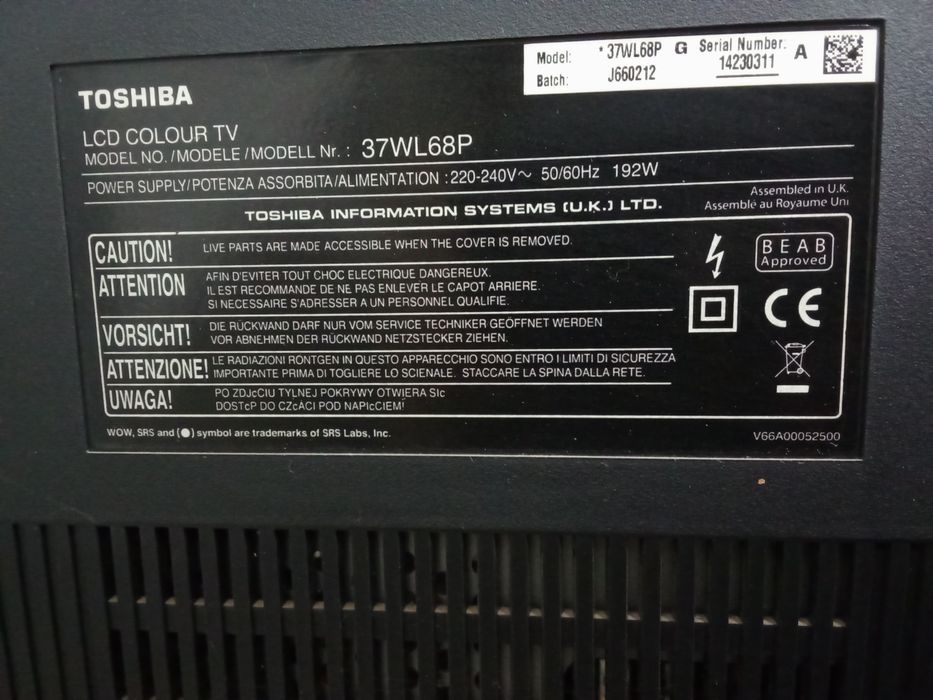 Model: *37WL68P G Serial Number: A
Batch: J660212 14230311
TOSHIBA
LCD COLOUR TV
MODEL NO./MODELE/MODELL Nr. : 37WL68P
POWER SUPPLY/POTENZA ASSORBITA/ALIMENTATION : 220-240V~ 50/60Hz 192W
TOSHIBA INFORMATION SYSTEMS (U.K.) LTD.
Assembled in U.K.
Assemblé au Royaume Uni
CAUTION! LIVE PARTS ARE MADE ACCESSIBLE WHEN THE COVER IS REMOVED.
ATTENTION AFIN D'EVITER TOUT CHOC ELECTRIQUE DANGEREUX.
IL EST RECOMMANDE DE NE PAS ENLEVER LE CAPOT ARRIERE.
SI NECESSAIRE S'ADRESSER A UN PERSONNEL QUALIFIE.
VORSICHT! DIE RÜCKWAND DARF NUR VOM SERVICE TECHNIKER GEÖFFNET WERDEN
VOR ABNEHMEN DER RÜCKWAND NETZSTECKER ZIEHEN.
ATTENZIONE! LE RADIAZIONI RONTGEN IN QUESTO APPARECCHIO SONO ENTRO I LIMITI DI SICUREZZA
IMPORTANTE PRIMA DI TOGLIERE LO SCIENALE. STACCARE LA SPINA DALLA RETE.
UWAGA! PO ZDJcCIU TYLNEJ POKRYWY OTWIERA SIc
DOSTcP DO CZcACI POD NAPIcCIEM!
BEAB
Approved
CE
WOW, SRS and (●) symbol are trademarks of SRS Labs, Inc.
V66A00052500